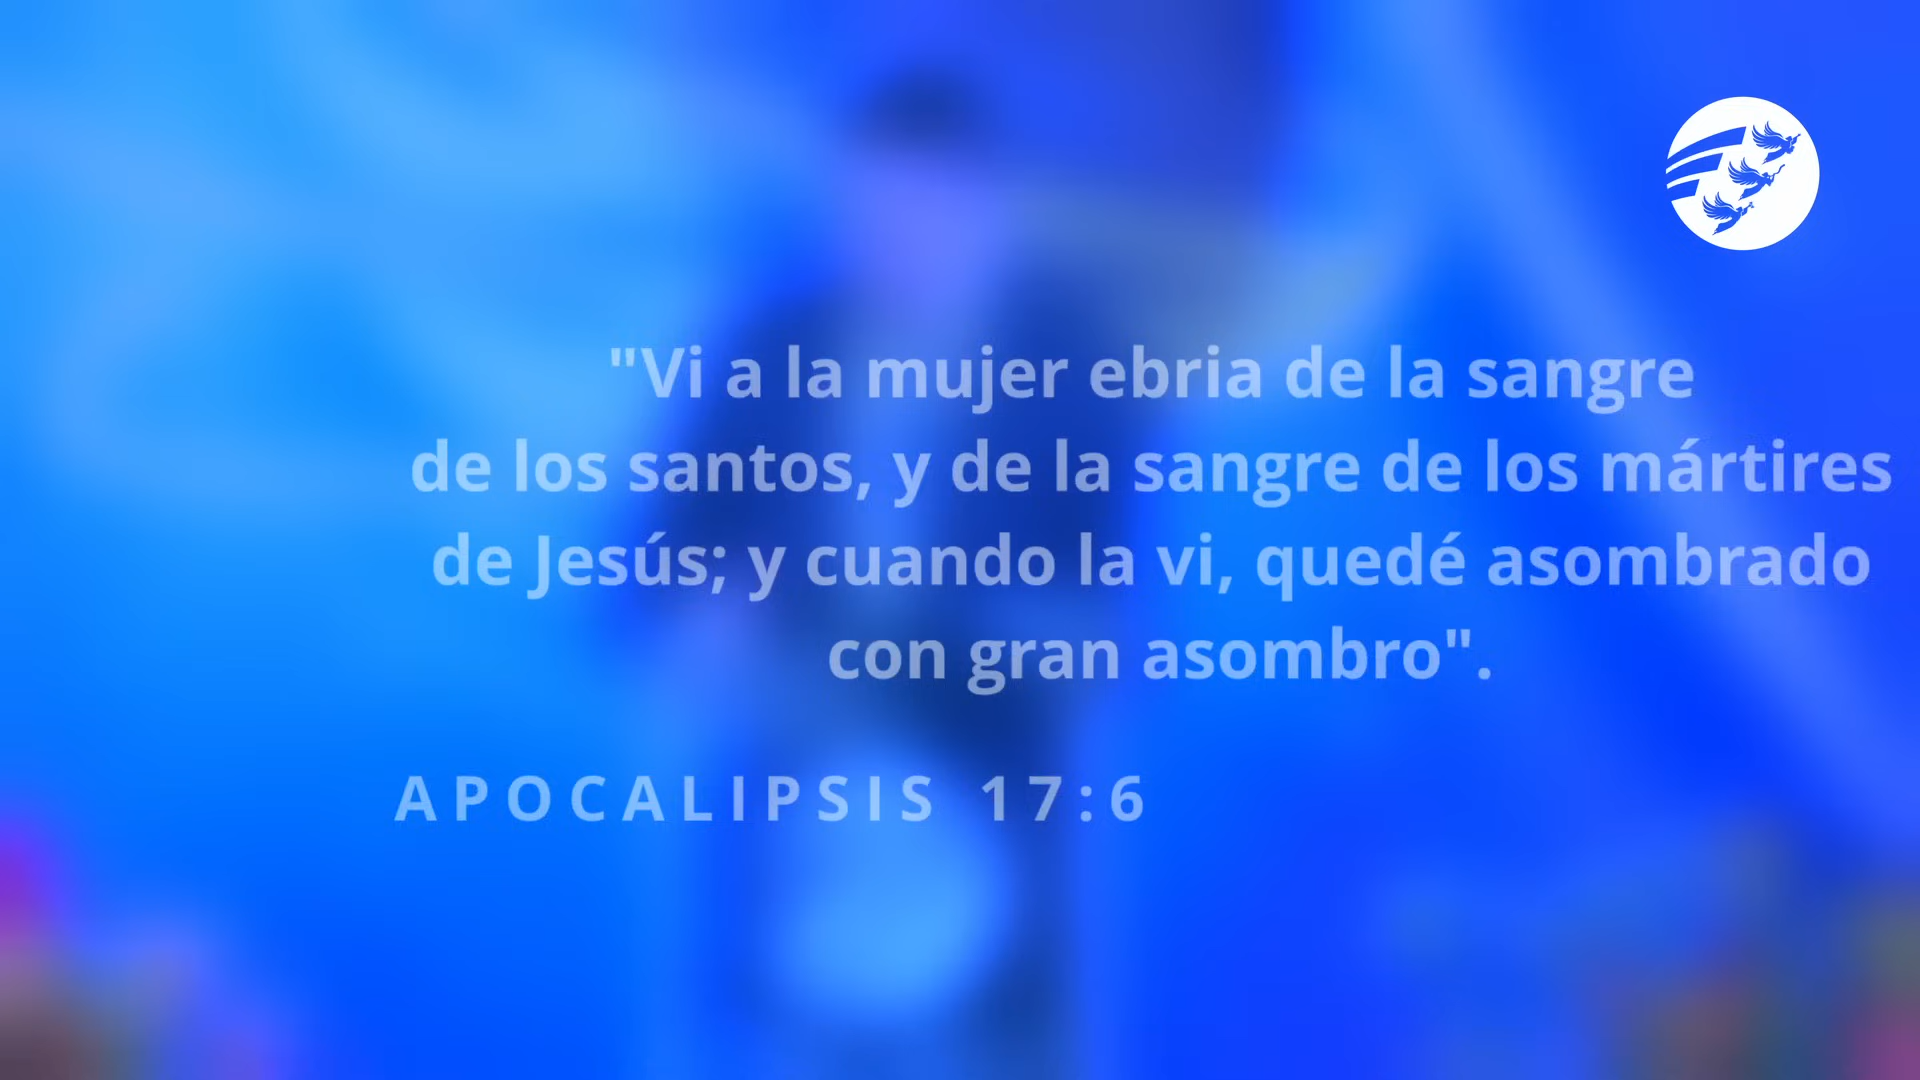 "Vi a la mujer ebria de la sangre
de los santos, y de la sangre de los mártires
de Jesús; y cuando la vi, quedé asombrado
con gran asombro".
APOCALIPSIS 17:6